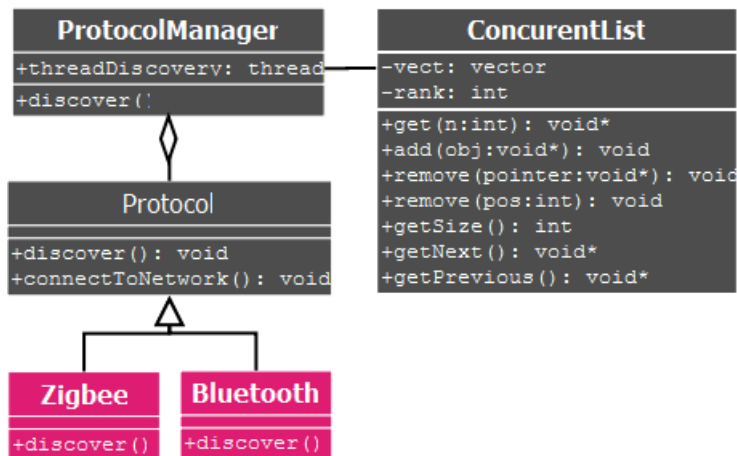 ProtocolManager
+threadDiscovery: thread
+discover()
ConcurentList
-vect: vector
-rank: int
+get(n:int): void*
+add(obj:void*): void
+remove(pointer:void*): void
+remove(pos:int): void
+getSize(): int
+getNext(): void*
+getPrevious(): void*
Protocol
+discover(): void
+connectToNetwork(): void
Zigbee
+discover()
Bluetooth
+discover()